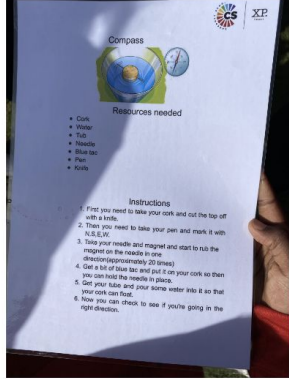 CS
XP
Compass
Resources needed
• Cork
• Water
• Tub
• Needle
• Blue tac
• Pen
• Knife
Instructions
1. First you need to take your cork and cut the top off
with a knife.
2. Then you need to take your pen and mark it with
N,S,E,W.
3. Take your needle and magnet and start to rub the
magnet on the needle in one
direction(approximately 20 times)
4. Get a bit of blue tac and put it on your cork so then
you can hold the needle in place.
5. Get your tube and pour some water into it so that
your cork can float.
6. Now you can check to see if you're going in the
right direction.